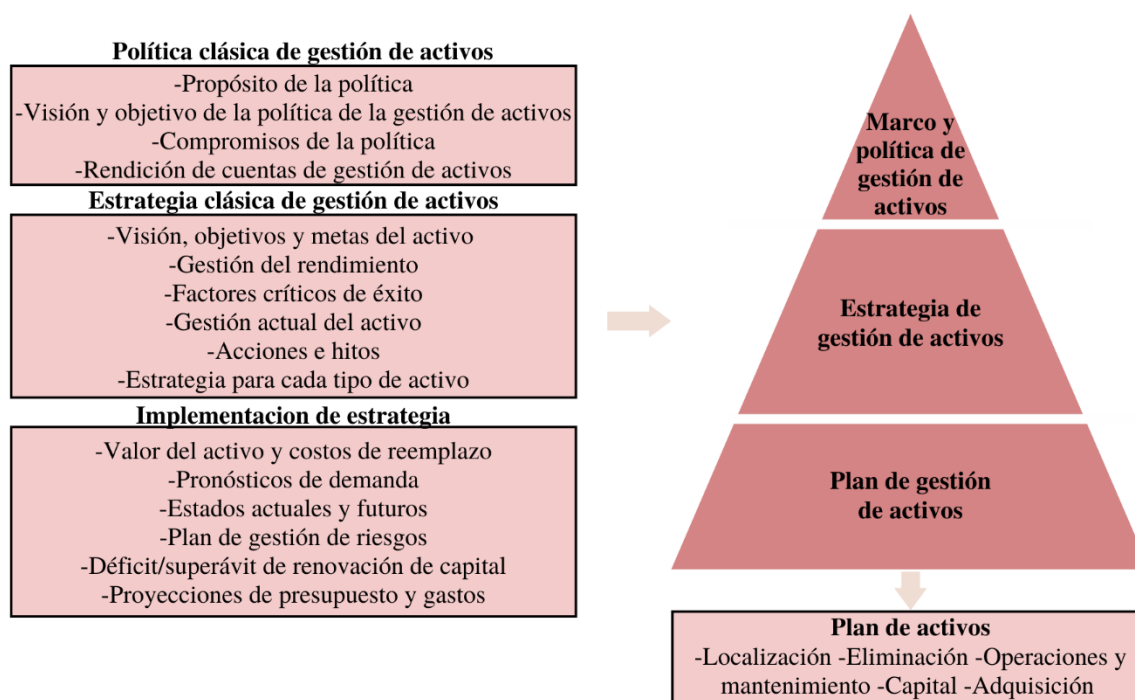 Política clásica de gestión de activos
-Propósito de la política
-Visión y objetivo de la política de la gestión de activos
-Compromisos de la política
-Rendición de cuentas de gestión de activos
Estrategia clásica de gestión de activos
-Visión, objetivos y metas del activo
-Gestión del rendimiento
-Factores críticos de éxito
-Gestión actual del activo
-Acciones e hitos
-Estrategia para cada tipo de activo
Implementacion de estrategia
-Valor del activo y costos de reemplazo
-Pronósticos de demanda
-Estados actuales y futuros
-Plan de gestión de riesgos
-Déficit/superávit de renovación de capital
-Proyecciones de presupuesto y gastos
Marco y
política de
gestión de
activos
Estrategia de
gestión de activos
Plan de gestión
de activos
Plan de activos
-Localización -Eliminación -Operaciones y
mantenimiento -Capital -Adquisición